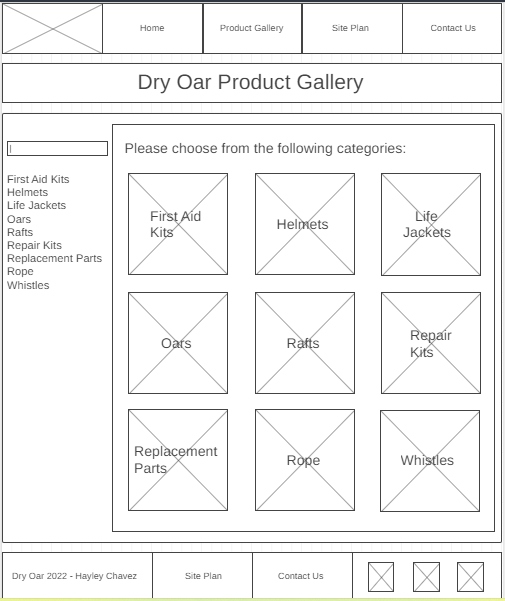 Home
Product Gallery
Site Plan
Contact Us
Dry Oar Product Gallery
Please choose from the following categories:
First Aid Kits
Helmets
Life Jackets
Oars
Rafts
Repair Kits
Replacement Parts
Rope
Whistles
First Aid
Kits
Helmets
Life
Jackets
Oars
Rafts
Repair
Kits
Replacement
Parts
Rope
Whistles
Dry Oar 2022 - Hayley Chavez
Site Plan
Contact Us